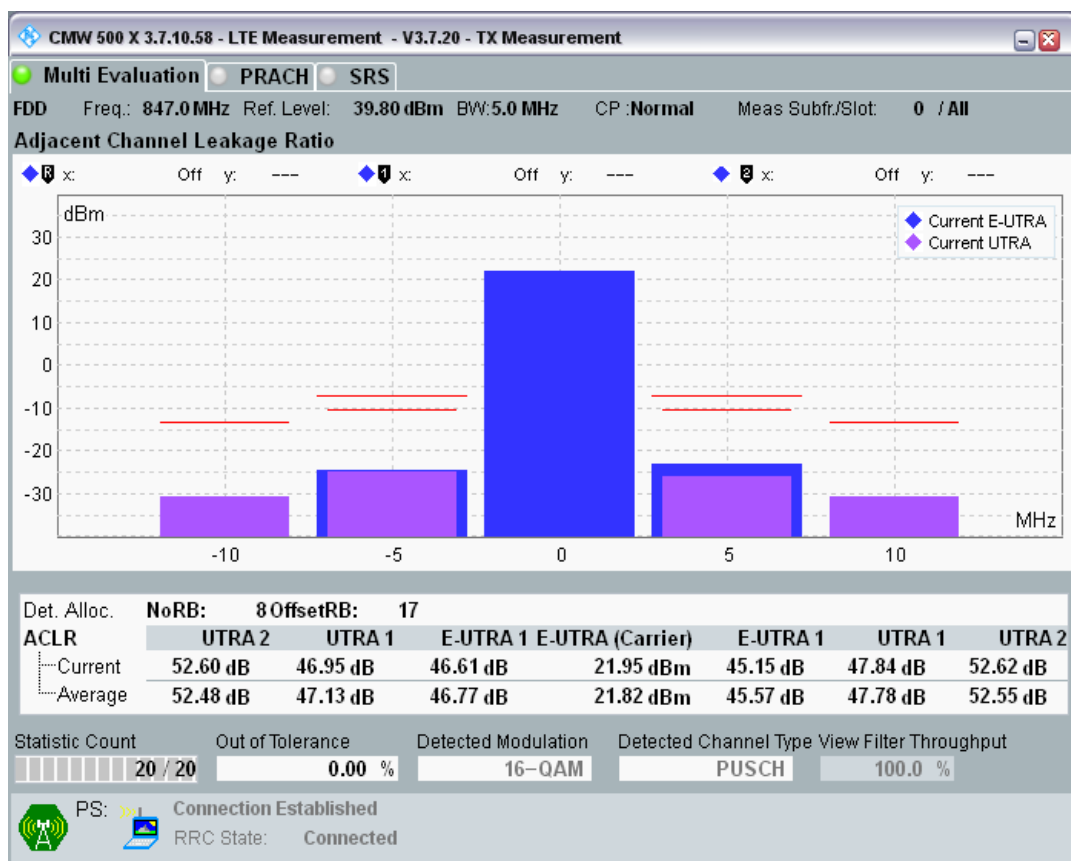 CMW 500 X 3.7.10.58 - LTE Measurement - V3.7.20 - TX Measurement
Multi Evaluation PRACH SRS
FDD Freq.: 847.0 MHz Ref. Level: 39.80 dBm BW:5.0 MHz CP :Normal Meas Subfr./Slot: 0 / All
Adjacent Channel Leakage Ratio
R x: Off y: --- 1 x: Off y: --- 2 x: Off y: ---
dBm
Current E-UTRA
Current UTRA
30
20
10
0
-10
-20
-30
MHz
-10 -5 0 5 10
Det. Alloc. NoRB: 8 OffsetRB: 17
ACLR UTRA 2 UTRA 1 E-UTRA 1 E-UTRA (Carrier) E-UTRA 1 UTRA 1 UTRA 2
Current 52.60 dB 46.95 dB 46.61 dB 21.95 dBm 45.15 dB 47.84 dB 52.62 dB
Average 52.48 dB 47.13 dB 46.77 dB 21.82 dBm 45.57 dB 47.78 dB 52.55 dB
Statistic Count Out of Tolerance Detected Modulation Detected Channel Type View Filter Throughput
20 / 20 0.00 % 16-QAM PUSCH 100.0 %
PS: Connection Established
RRC State: Connected